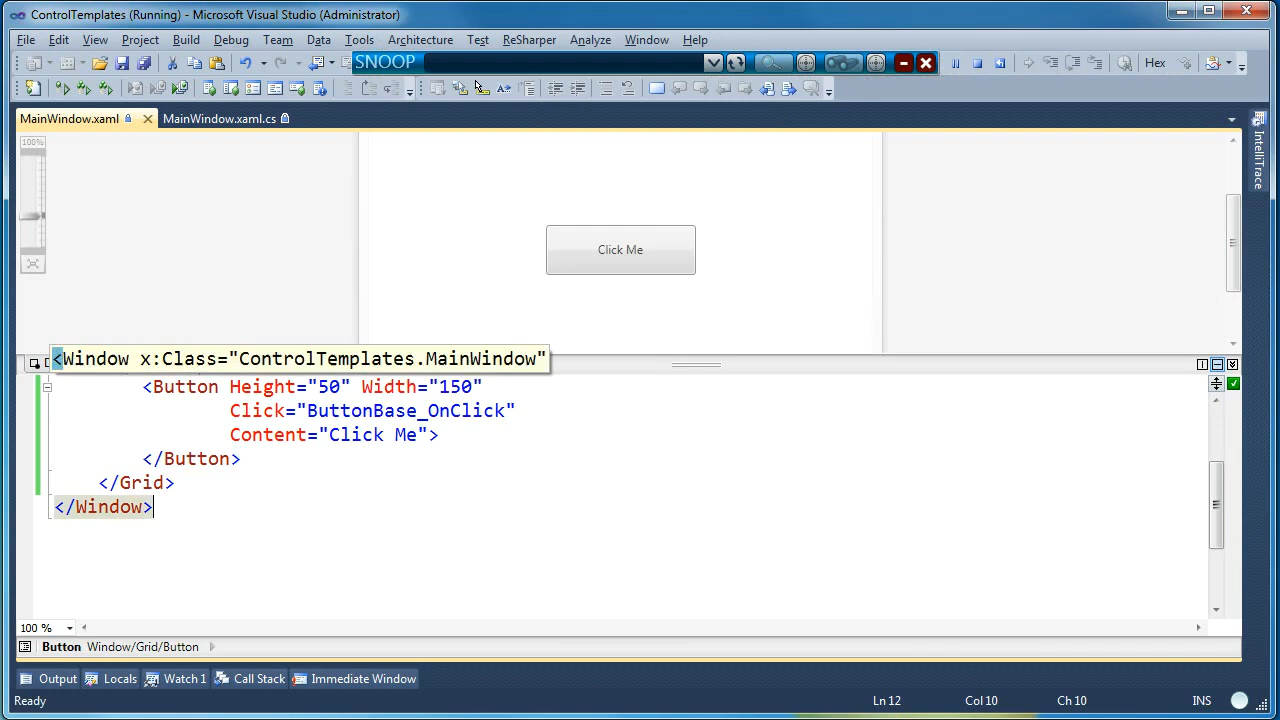 ControlTemplates (Running) - Microsoft Visual Studio (Administrator)
File Edit View Project Build Debug Team Data Tools Architecture Test ReSharper Analyze Window Help
SNOOP
Hex
MainWindow.xaml MainWindow.xaml.cs
IntelliTrace
100%
Click Me
<Window x:Class="ControlTemplates.MainWindow"
<Button Height="50" Width="150"
Click="ButtonBase_OnClick"
Content="Click Me">
</Button>
</Grid>
</Window>
100 %
Button Window/Grid/Button
Output Locals Watch 1 Call Stack Immediate Window
Ready Ln 12 Col 10 Ch 10 INS